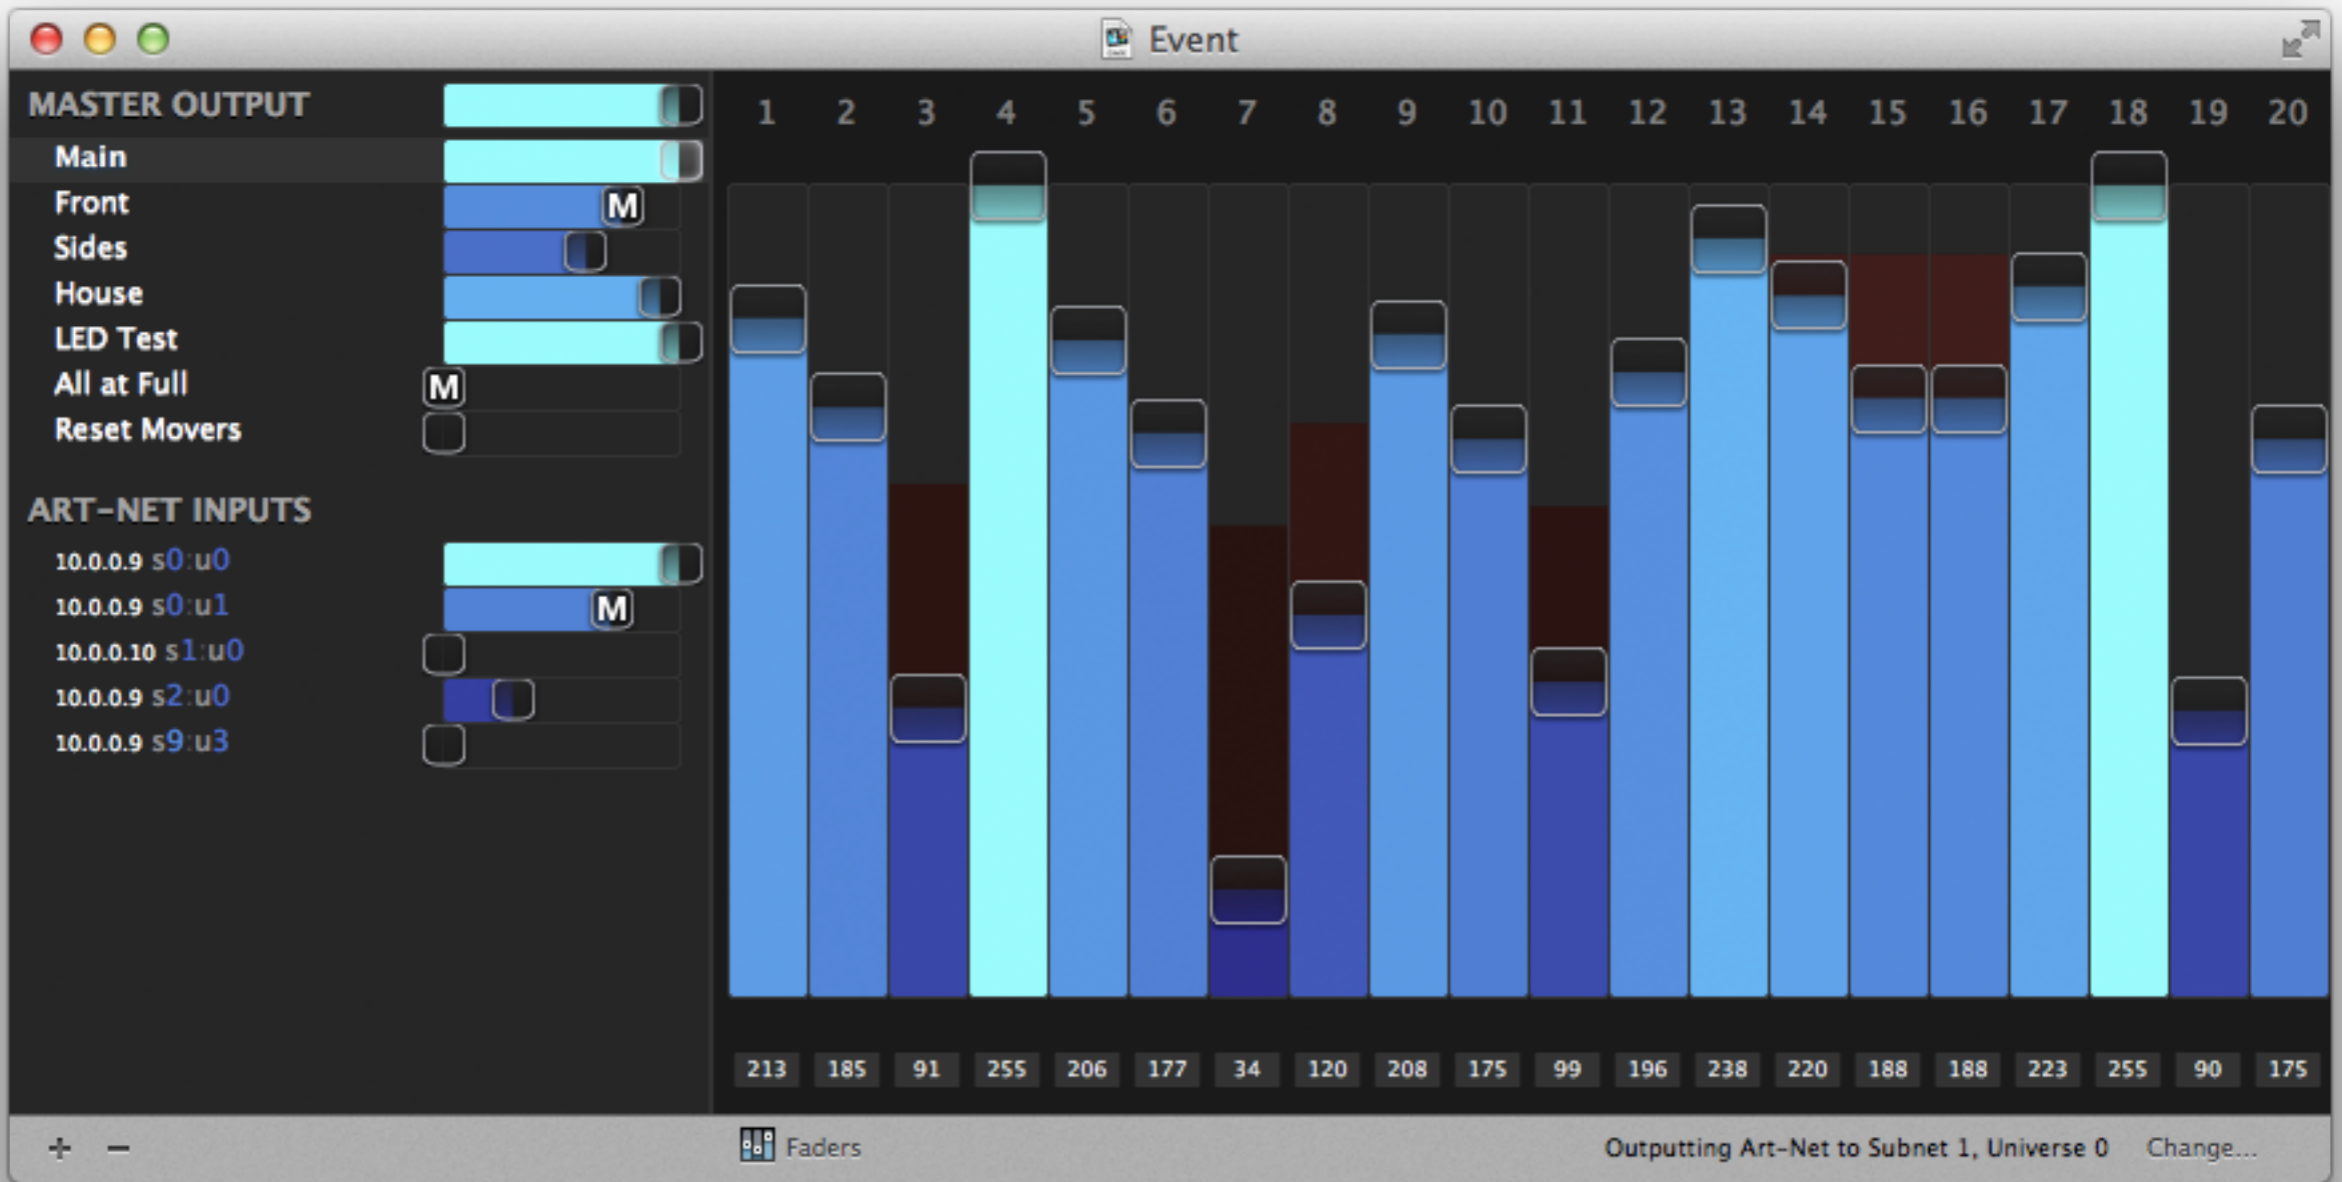 Event
MASTER OUTPUT
Main
Front M
Sides
House
LED Test
All at Full M
Reset Movers
ART-NET INPUTS
10.0.0.9 s0:u0
10.0.0.9 s0:u1 M
10.0.0.10 s1:u0
10.0.0.9 s2:u0
10.0.0.9 s9:u3
1 2 3 4 5 6 7 8 9 10 11 12 13 14 15 16 17 18 19 20
213 185 91 255 206 177 34 120 208 175 99 196 238 220 188 188 223 255 90 175
+ − Faders Outputting Art-Net to Subnet 1, Universe 0 Change...